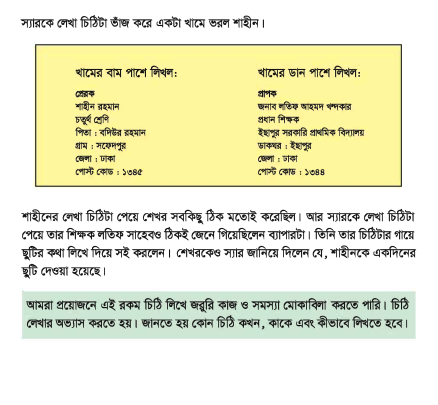 স্যারকে লেখা চিঠিটা ভাঁজ করে একটা খামে ভরল শাহীন।
খামের বাম পাশে লিখল:
প্রেরক
শাহীন রহমান
চতুর্থ শ্রেণি
পিতা : বদিউর রহমান
গ্রাম : সফেদপুর
জেলা : ঢাকা
পোস্ট কোড : ১৩৪৫
খামের ডান পাশে লিখল:
প্রাপক
জনাব লতিফ আহমদ খন্দকার
প্রধান শিক্ষক
ইছাপুর সরকারি প্রাথমিক বিদ্যালয়
ডাকঘর : ইছাপুর
জেলা : ঢাকা
পোস্ট কোড : ১৩৪৪
শাহীনের লেখা চিঠিটা পেয়ে শেখর সবকিছু ঠিক মতোই করেছিল। আর স্যারকে লেখা চিঠিটা
পেয়ে তার শিক্ষক লতিফ সাহেবও ঠিকই জেনে গিয়েছিলেন ব্যাপারটা। তিনি তার চিঠিটার গায়ে
ছুটির কথা লিখে দিয়ে সই করলেন। শেখরকেও স্যার জানিয়ে দিলেন যে, শাহীনকে একদিনের
ছুটি দেওয়া হয়েছে।
আমরা প্রয়োজনে এই রকম চিঠি লিখে জরুরি কাজ ও সমস্যা মোকাবিলা করতে পারি। চিঠি
লেখার অভ্যাস করতে হয়। জানতে হয় কোন চিঠি কখন, কাকে এবং কীভাবে লিখতে হবে।